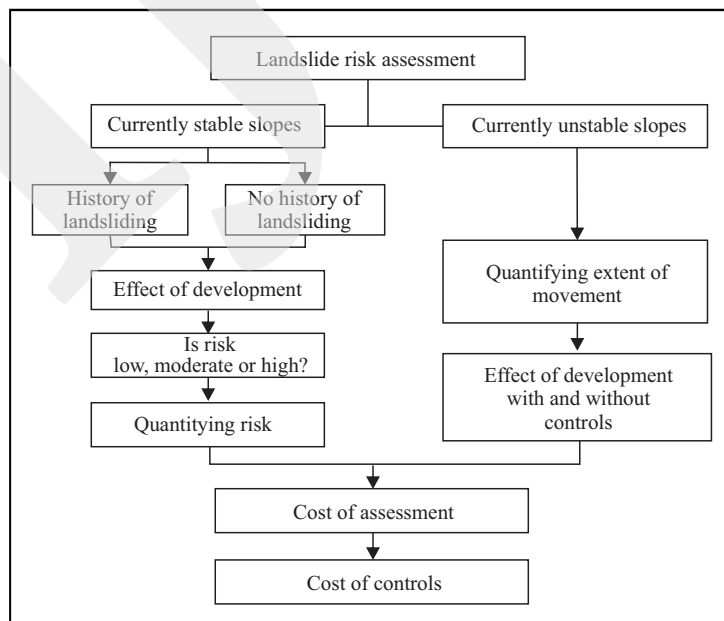 Landslide risk assessment
Currently stable slopes
Currently unstable slopes
History of
landsliding
No history of
landsliding
Effect of development
Is risk
low, moderate or high?
Quantitying risk
Quantifying extent of
movement
Effect of development
with and without
controls
Cost of assessment
Cost of controls